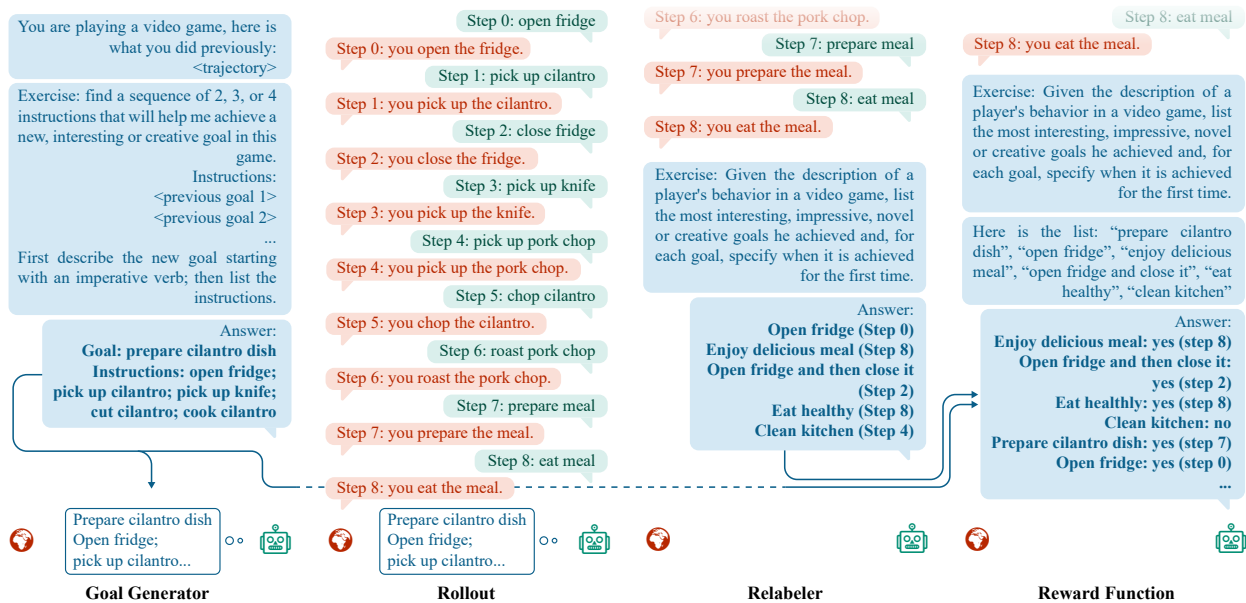 You are playing a video game, here is
what you did previously:
<trajectory>
Exercise: find a sequence of 2, 3, or 4
instructions that will help me achieve a
new, interesting or creative goal in this
game.
Instructions:
<previous goal 1>
<previous goal 2>
...
First describe the new goal starting
with an imperative verb; then list the
instructions.
Answer:
Goal: prepare cilantro dish
Instructions: open fridge;
pick up cilantro; pick up knife;
cut cilantro; cook cilantro
Prepare cilantro dish
Open fridge;
pick up cilantro...
Goal Generator
Step 0: open fridge
Step 0: you open the fridge.
Step 1: pick up cilantro
Step 1: you pick up the cilantro.
Step 2: close fridge
Step 2: you close the fridge.
Step 3: pick up knife
Step 3: you pick up the knife.
Step 4: pick up pork chop
Step 4: you pick up the pork chop.
Step 5: chop cilantro
Step 5: you chop the cilantro.
Step 6: roast pork chop
Step 6: you roast the pork chop.
Step 7: prepare meal
Step 7: you prepare the meal.
Step 8: eat meal
Step 8: you eat the meal.
Prepare cilantro dish
Open fridge;
pick up cilantro...
Rollout
Step 6: you roast the pork chop.
Step 7: prepare meal
Step 7: you prepare the meal.
Step 8: eat meal
Step 8: you eat the meal.
Exercise: Given the description of a
player's behavior in a video game, list
the most interesting, impressive, novel
or creative goals he achieved and, for
each goal, specify when it is achieved
for the first time.
Answer:
Open fridge (Step 0)
Enjoy delicious meal (Step 8)
Open fridge and then close it
(Step 2)
Eat healthy (Step 8)
Clean kitchen (Step 4)
Relabeler
Step 8: eat meal
Step 8: you eat the meal.
Exercise: Given the description of a
player's behavior in a video game, list
the most interesting, impressive, novel
or creative goals he achieved and, for
each goal, specify when it is achieved
for the first time.
Here is the list: “prepare cilantro
dish”, “open fridge”, “enjoy delicious
meal”, “open fridge and close it”, “eat
healthy”, “clean kitchen”
Answer:
Enjoy delicious meal: yes (step 8)
Open fridge and then close it:
yes (step 2)
Eat healthly: yes (step 8)
Clean kitchen: no
Prepare cilantro dish: yes (step 7)
Open fridge: yes (step 0)
...
Reward Function